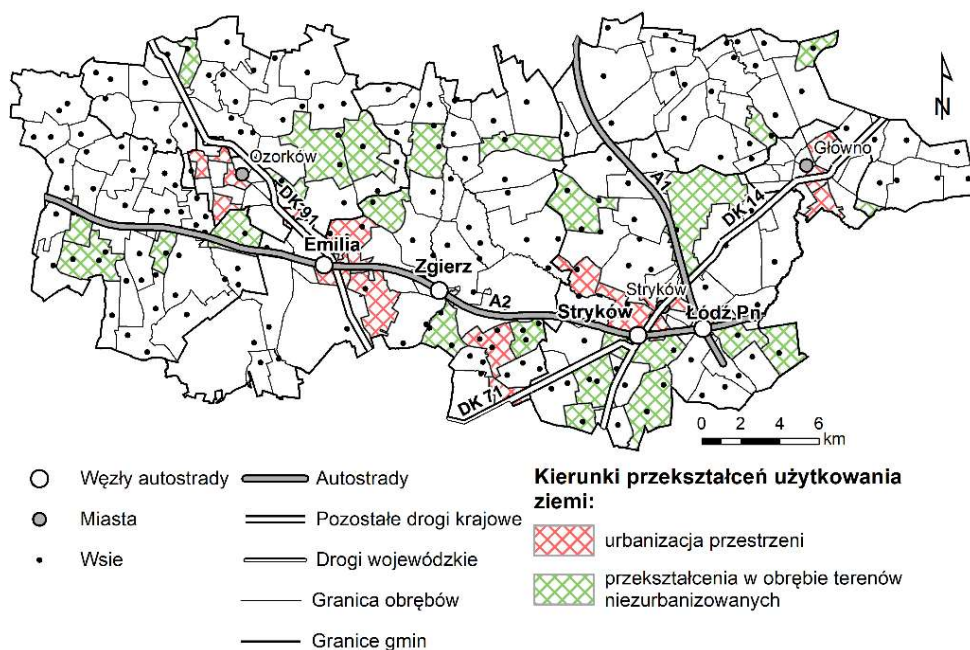 N
Ozorków
Głowno
DK 91
A1
DK 14
Emilia
Zgierz
A2
Stryków
Stryków
Łódź Pn.
DK 71
0 2 4 6
km
Węzły autostrady
Miasta
Wsie
Autostrady
Pozostałe drogi krajowe
Drogi wojewódzkie
Granica obrębów
Granice gmin
Kierunki przekształceń użytkowania
ziemi:
urbanizacja przestrzeni
przekształcenia w obrębie terenów
niezurbanizowanych